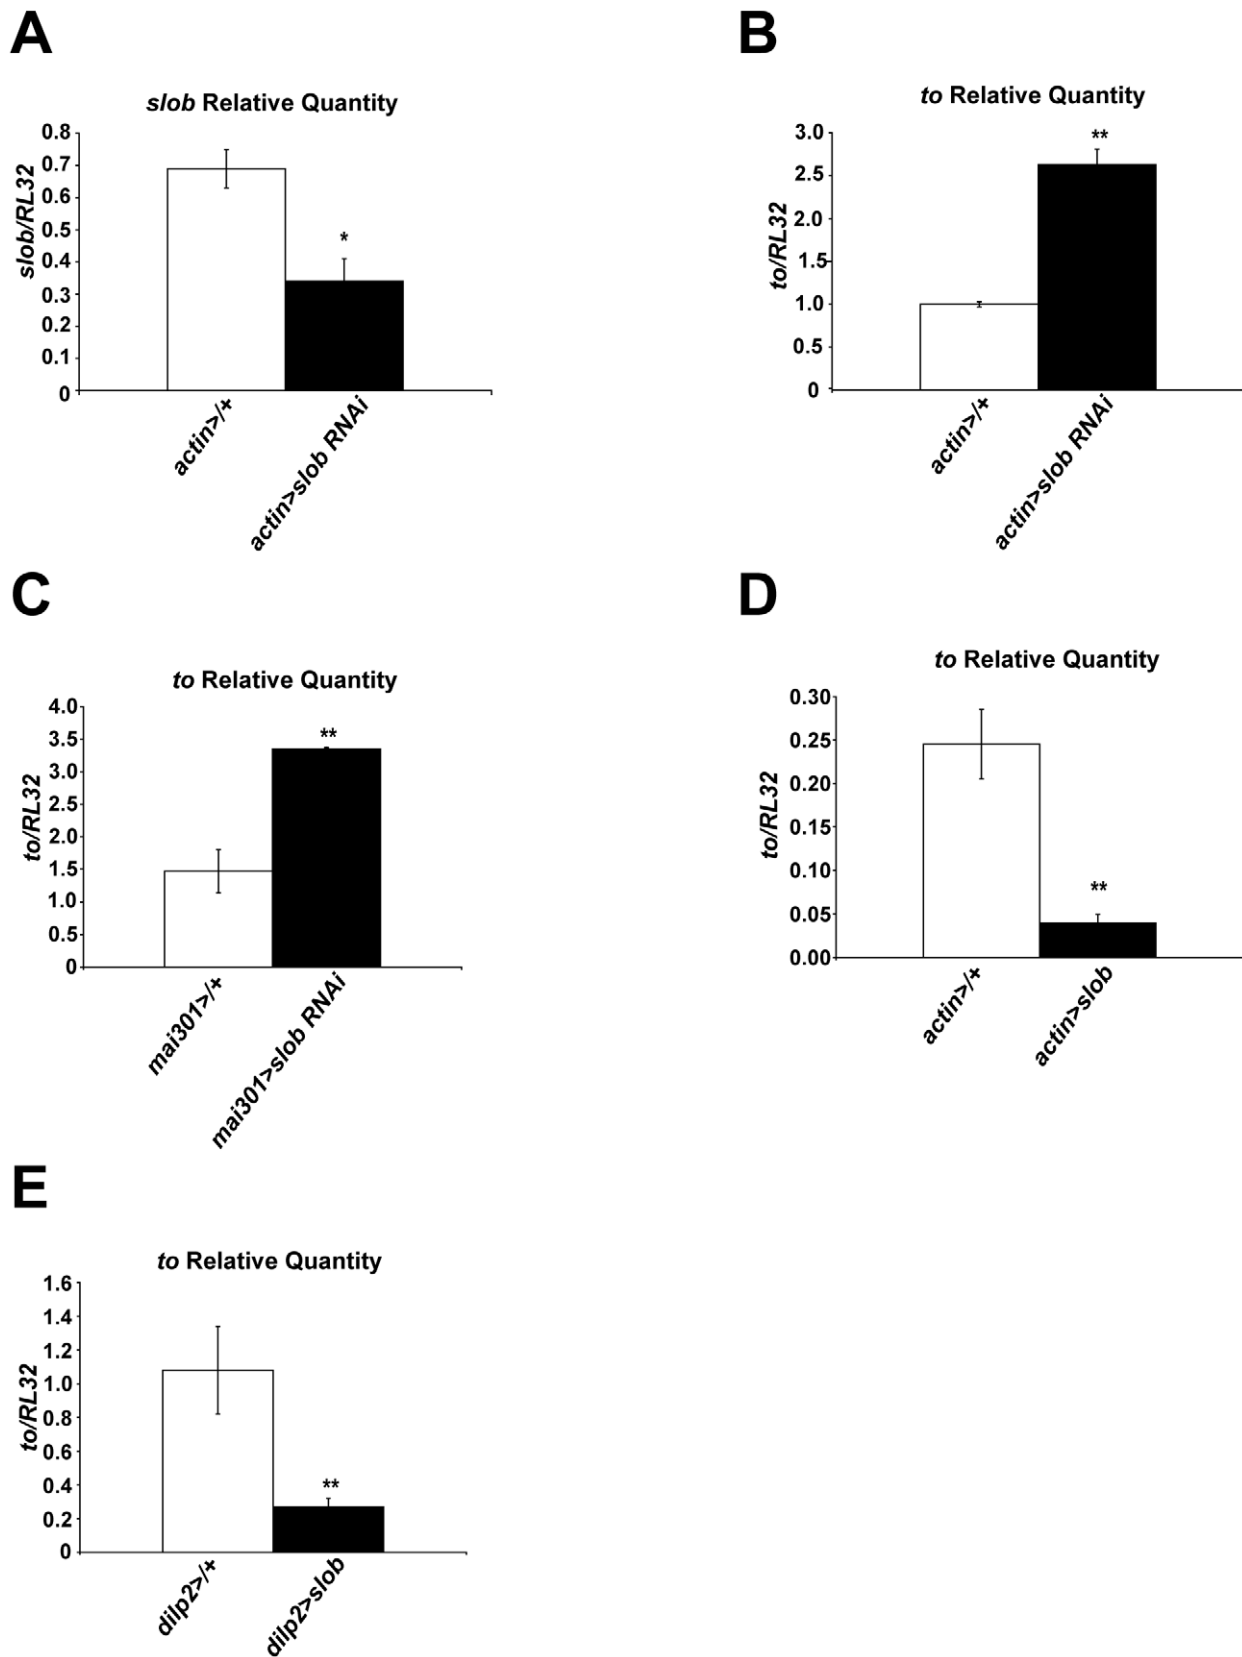 A
slob Relative Quantity
slob/RL32
0.8
0.7
0.6
0.5
0.4
0.3
0.2
0.1
0
*
actin>/+
actin>slob RNAi
B
to Relative Quantity
to/RL32
3.0
2.5
2.0
1.5
1.0
0.5
0
**
actin>/+
actin>slob RNAi
C
to Relative Quantity
to/RL32
4.0
3.5
3.0
2.5
2.0
1.5
1.0
0.5
0
**
mai301>/+
mai301>slob RNAi
D
to Relative Quantity
to/RL32
0.30
0.25
0.20
0.15
0.10
0.05
0.00
**
actin>/+
actin>slob
E
to Relative Quantity
to/RL32
1.6
1.4
1.2
1.0
0.8
0.6
0.4
0.2
0
**
dilp2>/+
dilp2>slob